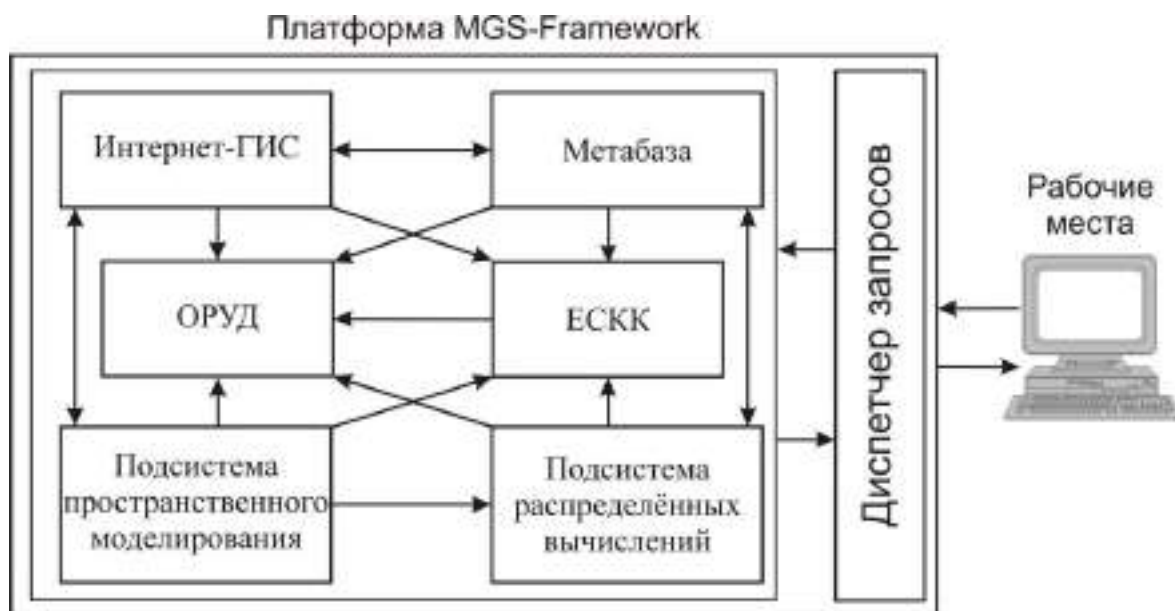 Платформа MGS-Framework
Интернет-ГИС
Метабаза
ОРУД
ЕСКК
Подсистема
пространственного
моделирования
Подсистема
распределённых
вычислений
Диспетчер запросов
Рабочие
места